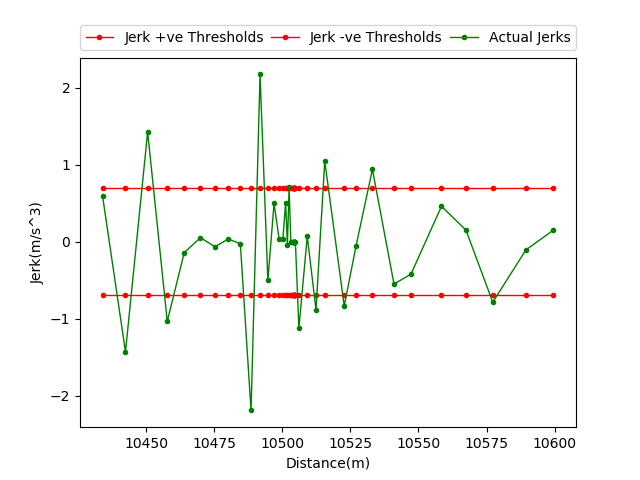 Jerk +ve Thresholds Jerk -ve Thresholds Actual Jerks
2
1
0
−1
−2
Jerk(m/s^3)
10450 10475 10500 10525 10550 10575 10600
Distance(m)